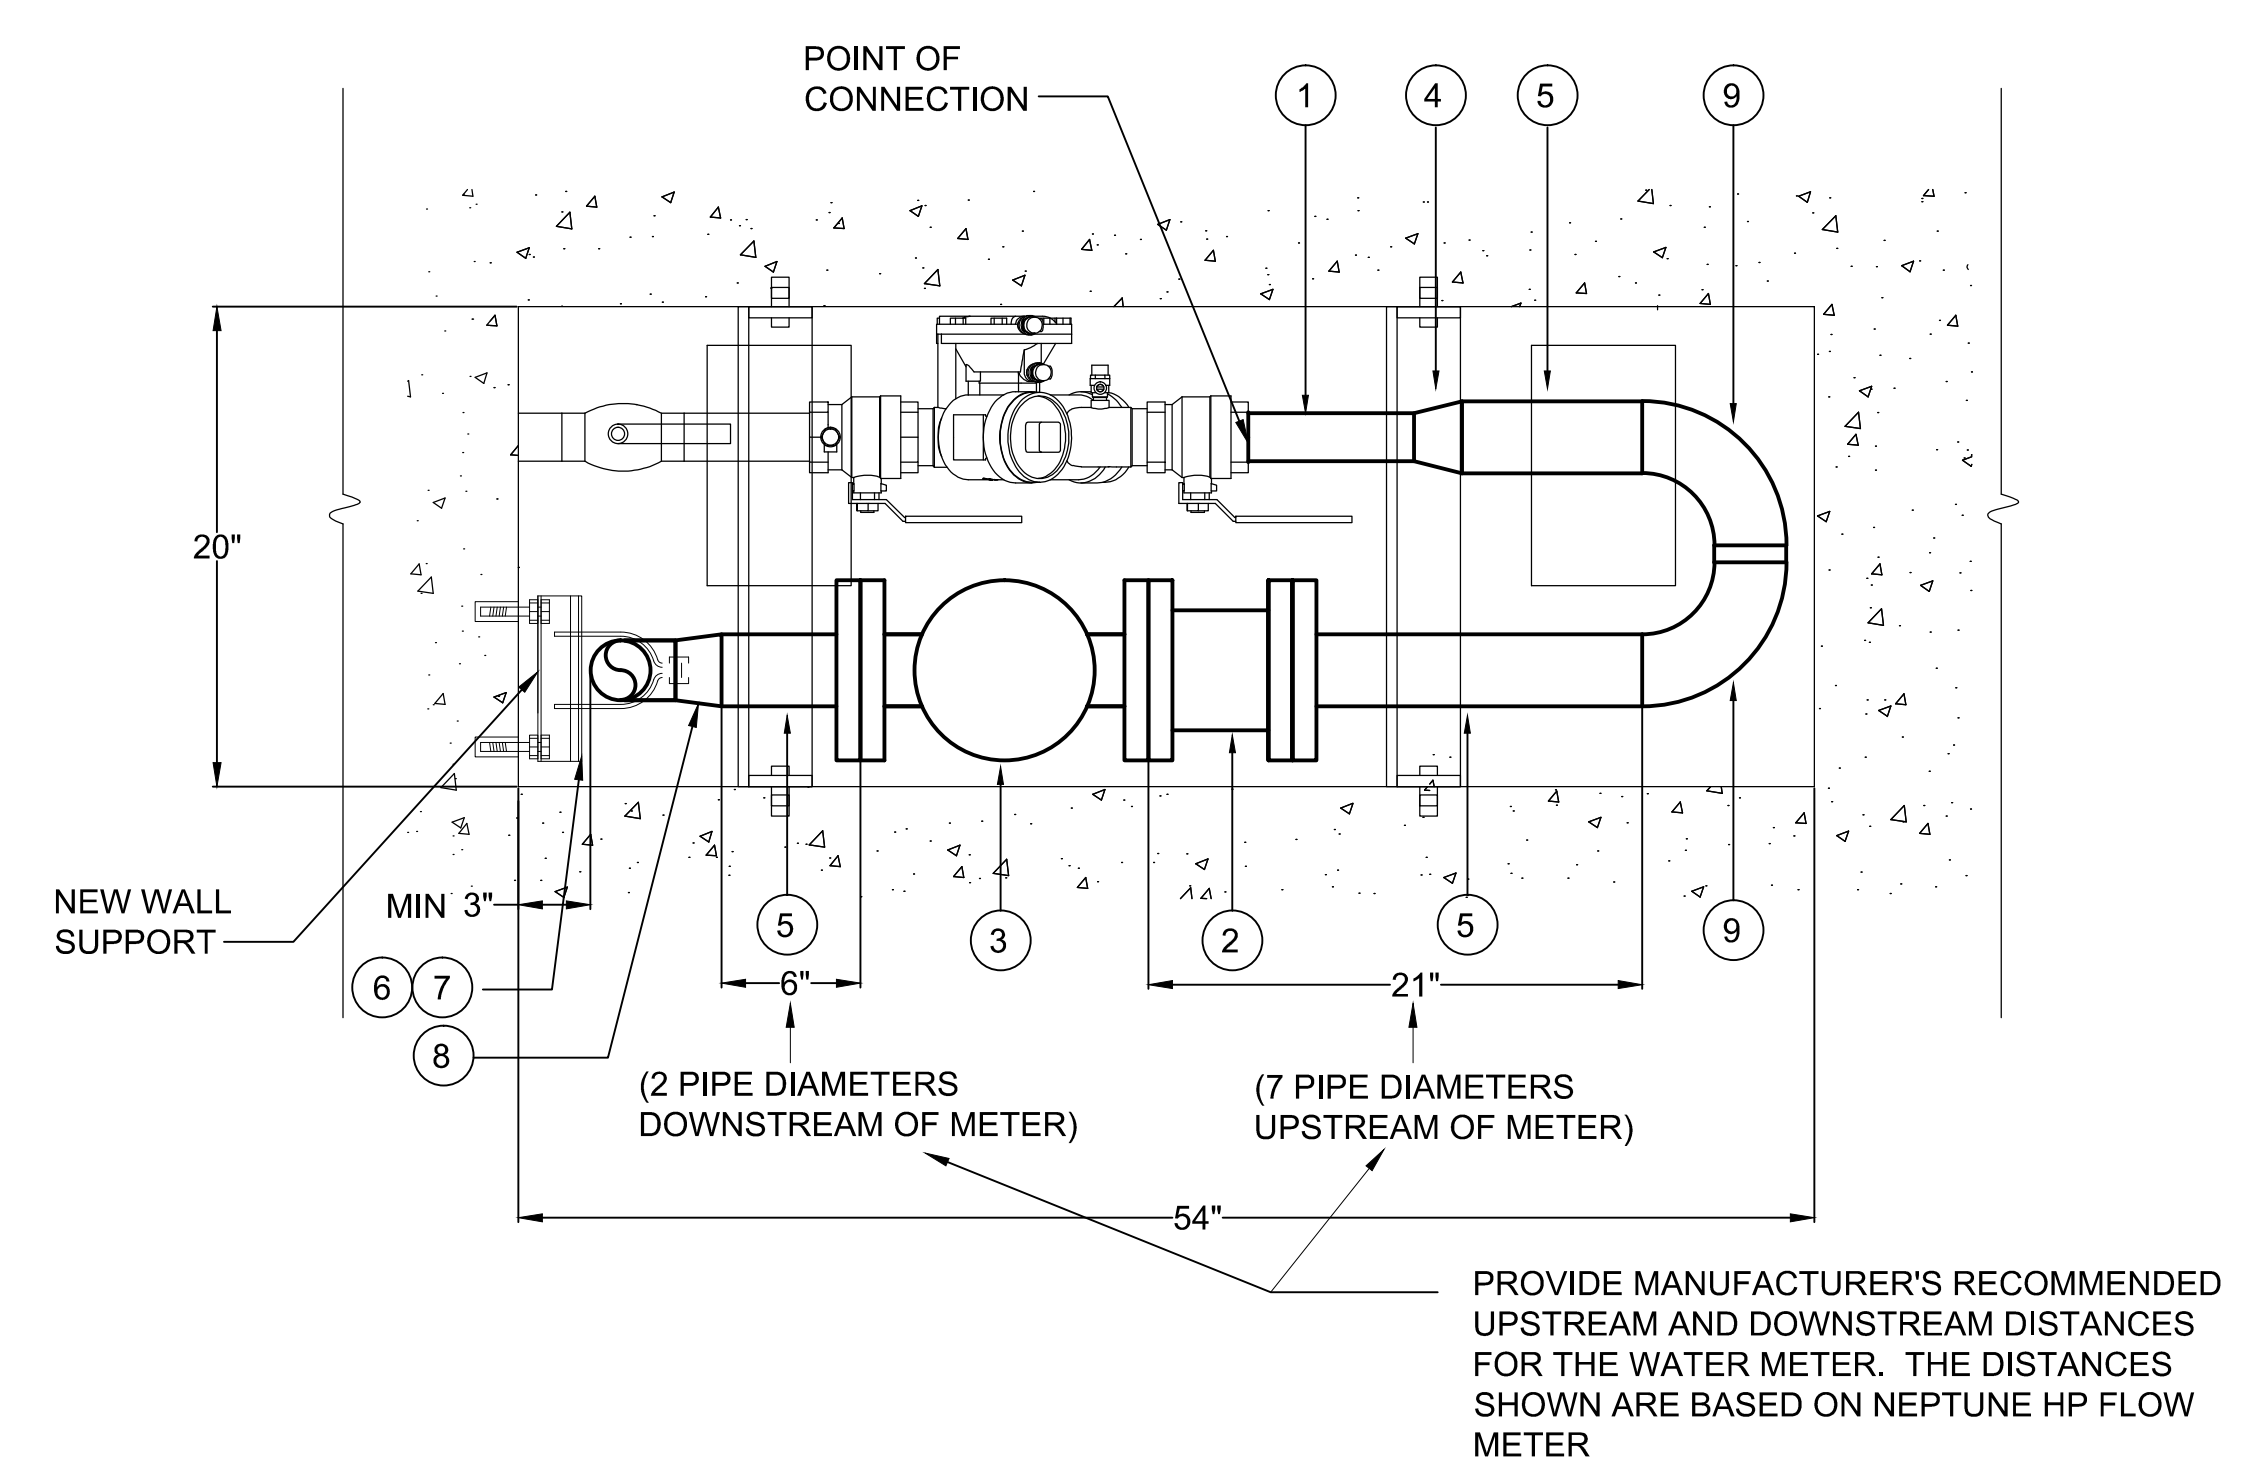 POINT OF
CONNECTION
1
4
5
9
20"
NEW WALL
SUPPORT
MIN 3"
6 7
8
5
3
2
5
9
6"
21"
(2 PIPE DIAMETERS
DOWNSTREAM OF METER)
(7 PIPE DIAMETERS
UPSTREAM OF METER)
54"
PROVIDE MANUFACTURER'S RECOMMENDED
UPSTREAM AND DOWNSTREAM DISTANCES
FOR THE WATER METER. THE DISTANCES
SHOWN ARE BASED ON NEPTUNE HP FLOW
METER